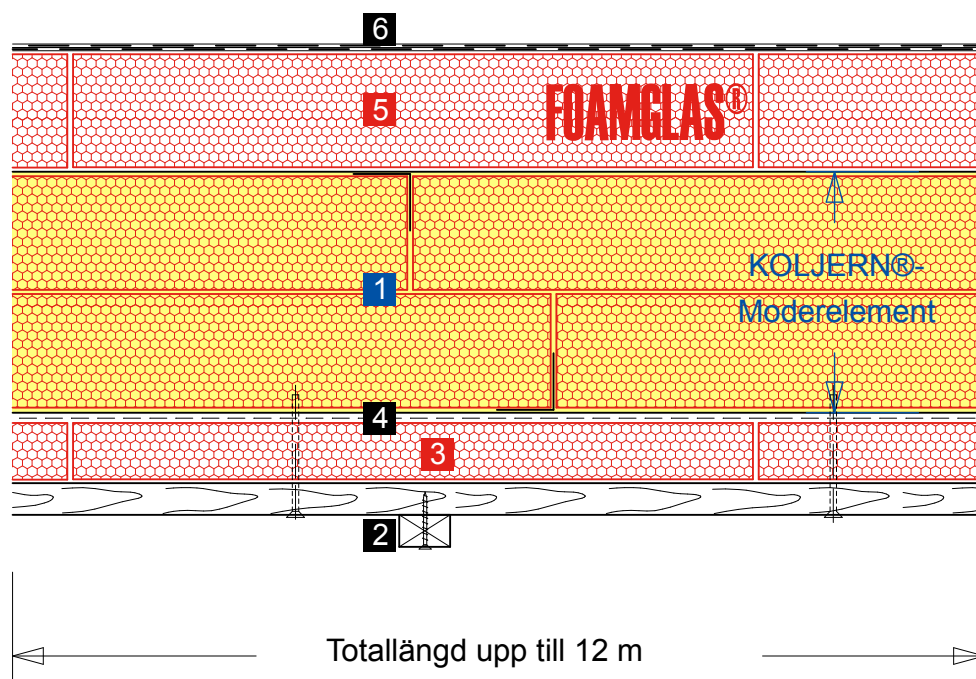 6
5
FOAMGLAS®
1
KOLJERN®-
Moderelement
4
3
2
Totallängd upp till 12 m